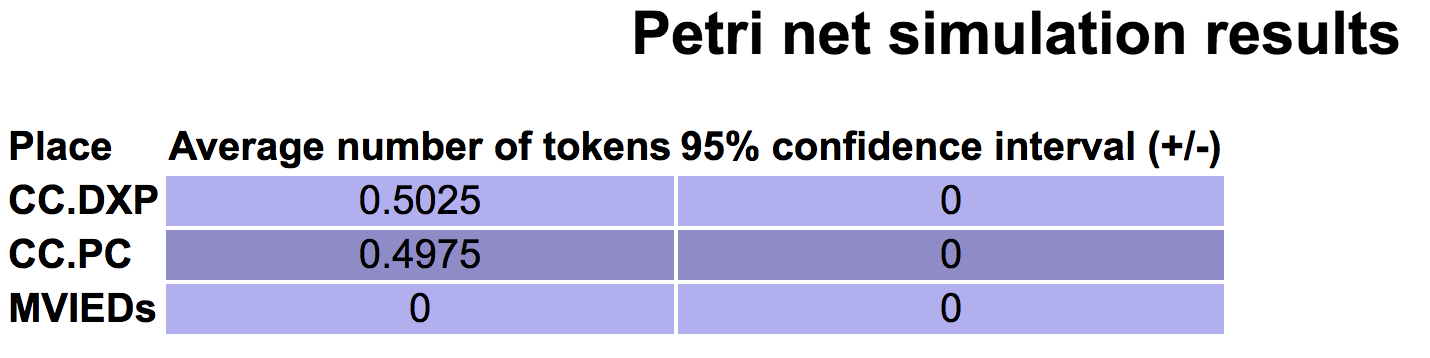 Petri net simulation results
Place Average number of tokens 95% confidence interval (+/-)
CC.DXP 0.5025 0
CC.PC 0.4975 0
MVIEDs 0 0